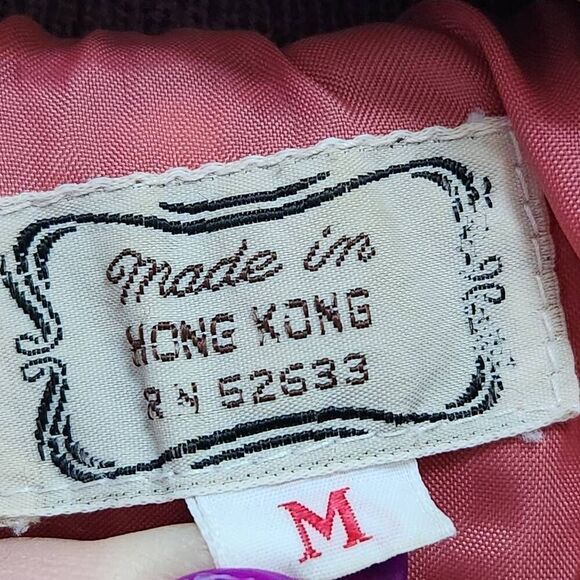 Made in
HONG KONG
RN 52633
M